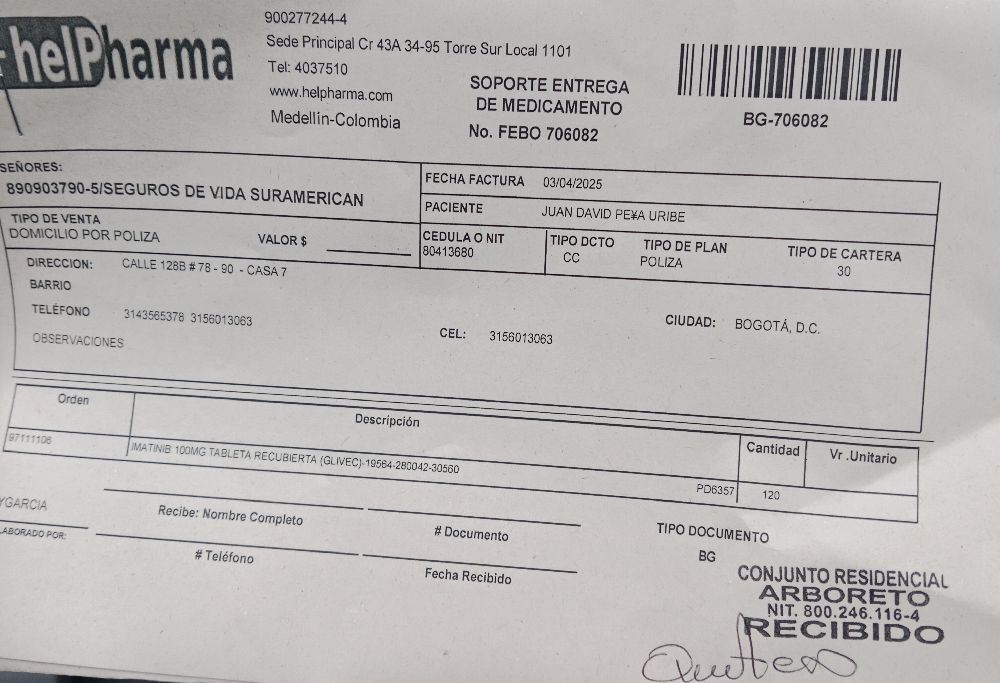 helPharma
900277244-4
Sede Principal Cr 43A 34-95 Torre Sur Local 1101
Tel: 4037510
www.helpharma.com
Medellín-Colombia
SOPORTE ENTREGA
DE MEDICAMENTO
No. FEBO 706082
BG-706082
SEÑORES:
890903790-5/SEGUROS DE VIDA SURAMERICAN
FECHA FACTURA 03/04/2025
PACIENTE JUAN DAVID PE¥A URIBE
TIPO DE VENTA
DOMICILIO POR POLIZA VALOR $
CEDULA O NIT TIPO DCTO TIPO DE PLAN TIPO DE CARTERA
80413680 CC POLIZA 30
DIRECCION: CALLE 128B # 78 - 90 - CASA 7
BARRIO
TELÉFONO 3143565378 3156013063 CEL: 3156013063 CIUDAD: BOGOTÁ, D.C.
OBSERVACIONES
Orden Descripción Cantidad Vr .Unitario
97111106 IMATINIB 100MG TABLETA RECUBIERTA (GLIVEC)-19564-280042-30560 PD6357 120
YGARCIA
LABORADO POR:
Recibe: Nombre Completo # Documento
# Teléfono Fecha Recibido
TIPO DOCUMENTO
BG
CONJUNTO RESIDENCIAL
ARBORETO
NIT. 800.246.116-4
RECIBIDO